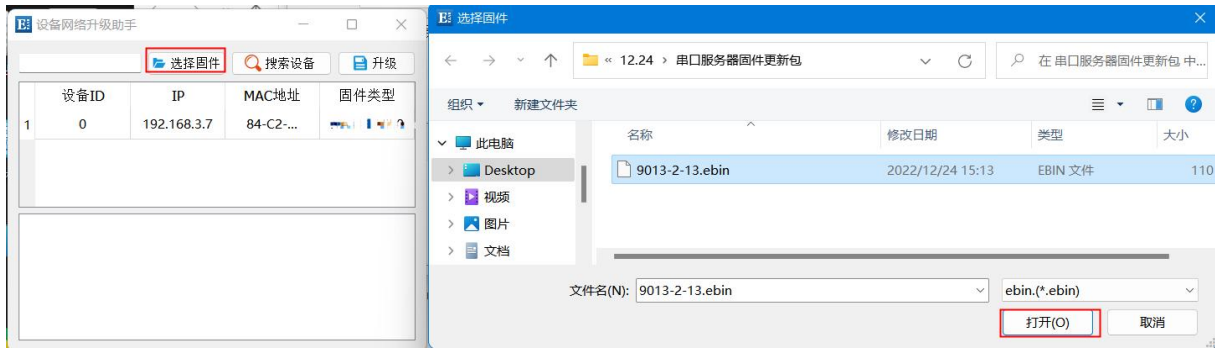 设备网络升级助手
选择固件 搜索设备 升级
设备ID IP MAC地址 固件类型
1 0 192.168.3.7 84-C2-...
选择固件
« 12.24 › 串口服务器固件更新包
在 串口服务器固件更新包 中...
组织 新建文件夹
此电脑
Desktop
视频
图片
文档
名称 修改日期 类型 大小
9013-2-13.ebin 2022/12/24 15:13 EBIN 文件 110
文件名(N): 9013-2-13.ebin ebin.(*.ebin)
打开(O) 取消